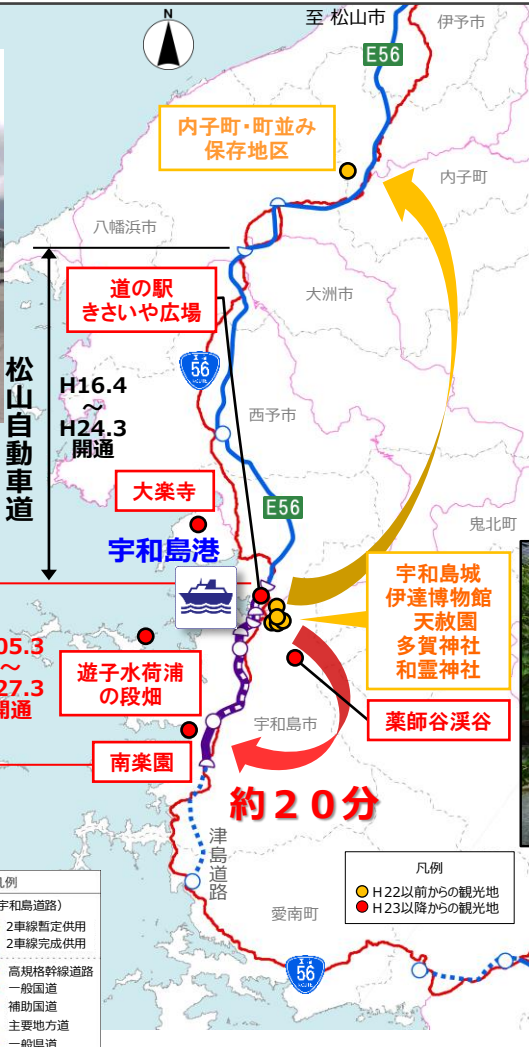 N
至 松山市
伊予市
E56
内子町・町並み
保存地区
内子町
八幡浜市
大洲市
道の駅
きさいや広場
56
松山自動車道
H16.4
～
H24.3
開通
西予市
大楽寺
E56
鬼北町
宇和島港
宇和島城
伊達博物館
天赦園
多賀神社
和霊神社
05.3
～
27.3
開通
遊子水荷浦
の段畑
薬師谷渓谷
宇和島市
南楽園
約20分
津島道路
凡例
H22以前からの観光地
H23以降からの観光地
愛南町
56
凡例
宇和島道路）
2車線暫定供用
2車線完成供用
高規格幹線道路
一般国道
補助国道
主要地方道
一般県道